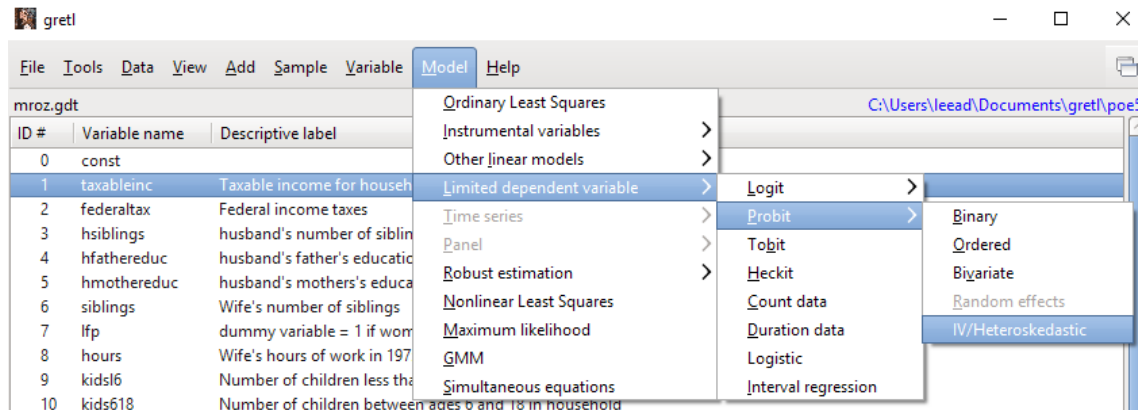 gretl
File Tools Data View Add Sample Variable Model Help
mroz.gdt C:\Users\leead\Documents\gretl\poe5
ID # Variable name Descriptive label
0 const
1 taxableinc Taxable income for househ
2 federaltax Federal income taxes
3 hsiblings husband's number of siblin
4 hfathereduc husband's father's educatic
5 hmothereduc husband's mothers's educa
6 siblings Wife's number of siblings
7 lfp dummy variable = 1 if wom
8 hours Wife's hours of work in 197
9 kidsl6 Number of children less tha
10 kids618 Number of children between ages 6 and 18 in household
Ordinary Least Squares
Instrumental variables
Other linear models
Limited dependent variable
Time series
Panel
Robust estimation
Nonlinear Least Squares
Maximum likelihood
GMM
Simultaneous equations
Logit
Probit
Tobit
Heckit
Count data
Duration data
Logistic
Interval regression
Binary
Ordered
Bivariate
Random effects
IV/Heteroskedastic